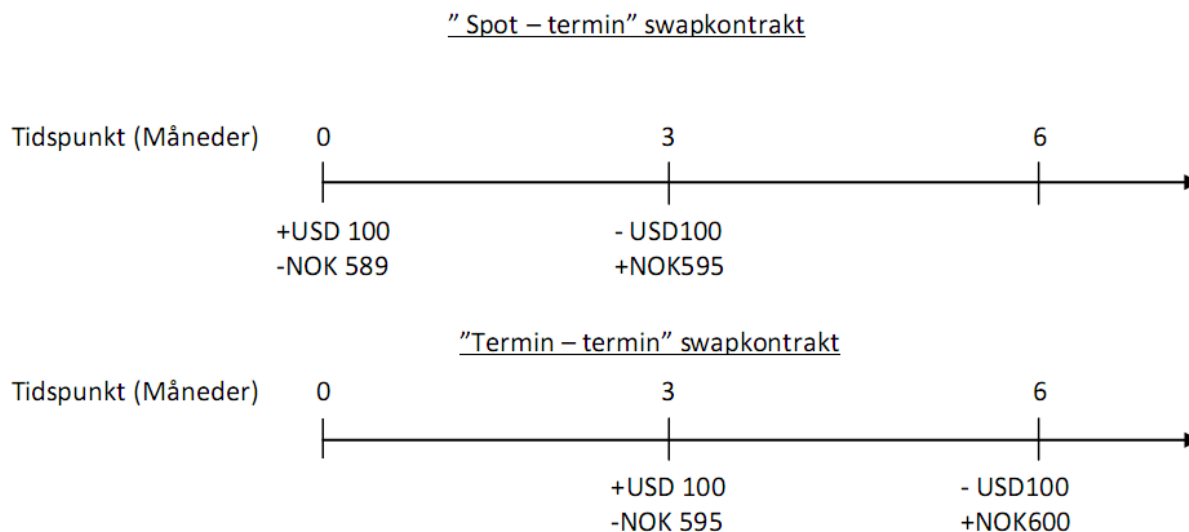 ” Spot – termin” swapkontrakt
Tidspunkt (Måneder) 0 3 6
+USD 100 - USD100
-NOK 589 +NOK595
”Termin – termin” swapkontrakt
Tidspunkt (Måneder) 0 3 6
+USD 100 - USD100
-NOK 595 +NOK600